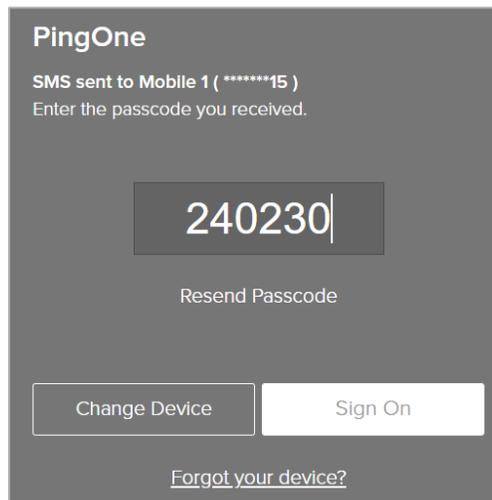 PingOne
SMS sent to Mobile 1 ( *******15 )
Enter the passcode you received.
240230
Resend Passcode
Change Device
Sign On
Forgot your device?